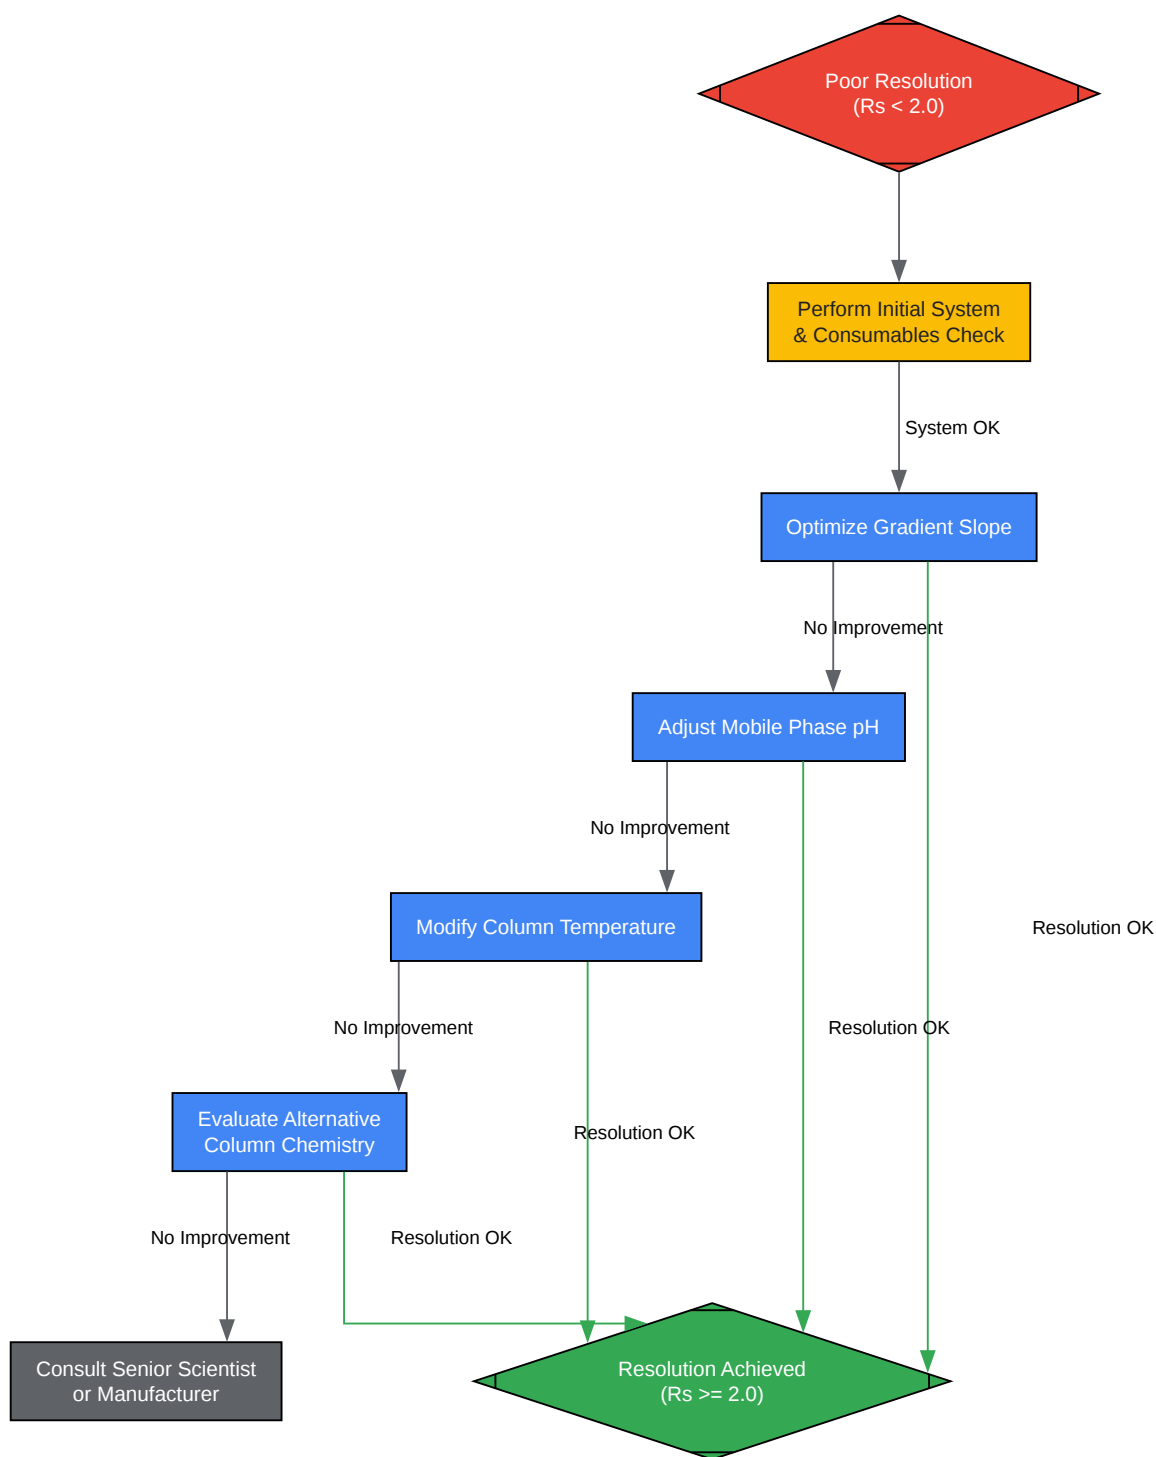 Poor Resolution
(Rs < 2.0)
Perform Initial System
& Consumables Check
System OK
Optimize Gradient Slope
No Improvement
Adjust Mobile Phase pH
No Improvement
Modify Column Temperature
Resolution OK
No Improvement
Resolution OK
Evaluate Alternative
Column Chemistry
Resolution OK
No Improvement
Resolution OK
Consult Senior Scientist
or Manufacturer
Resolution Achieved
(Rs >= 2.0)